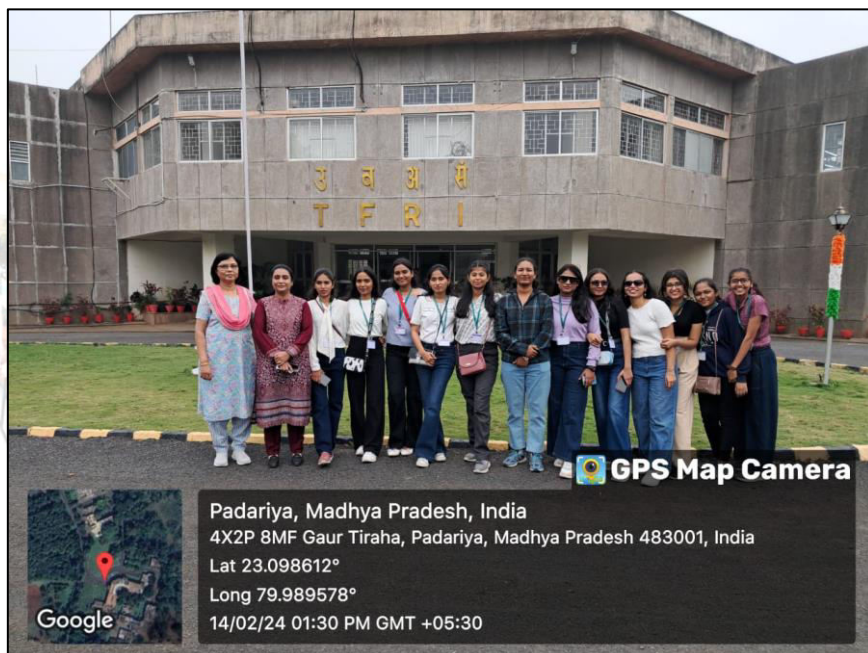 उ व अ सं
TFRI
GPS Map Camera
Padariya, Madhya Pradesh, India
4X2P 8MF Gaur Tiraha, Padariya, Madhya Pradesh 483001, India
Lat 23.098612°
Long 79.989578°
14/02/24 01:30 PM GMT +05:30
Google